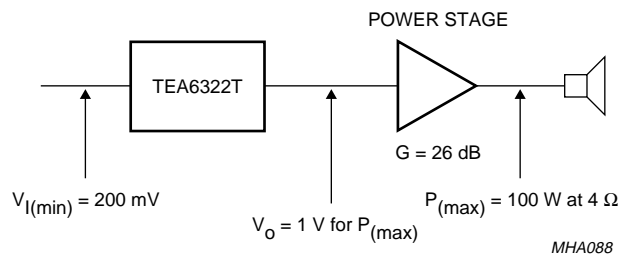 POWER STAGE
TEA6322T
G = 26 dB
V_I(min) = 200 mV
V_o = 1 V for P_(max)
P_(max) = 100 W at 4 Ω
MHA088